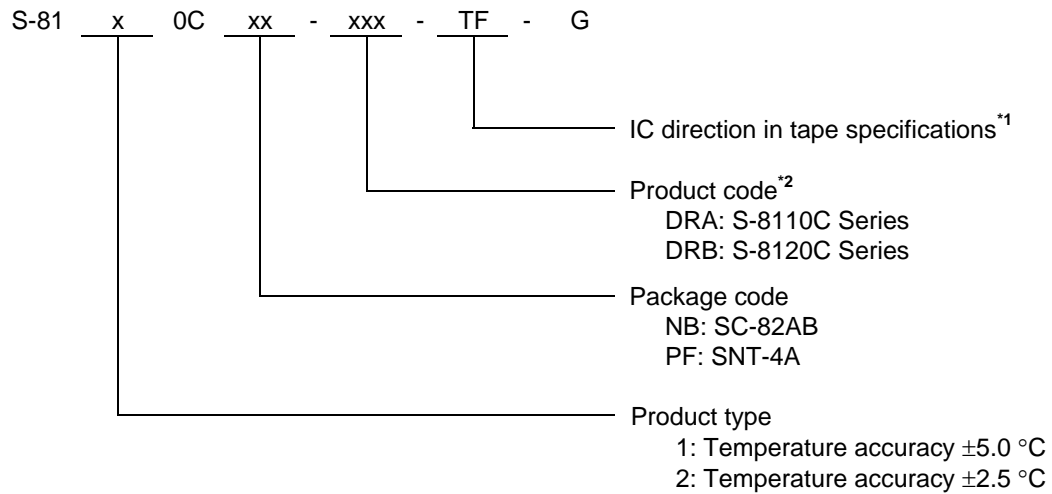 S-81 x 0C xx - xxx - TF - G
IC direction in tape specifications*1
Product code*2
DRA: S-8110C Series
DRB: S-8120C Series
Package code
NB: SC-82AB
PF: SNT-4A
Product type
1: Temperature accuracy ±5.0 °C
2: Temperature accuracy ±2.5 °C